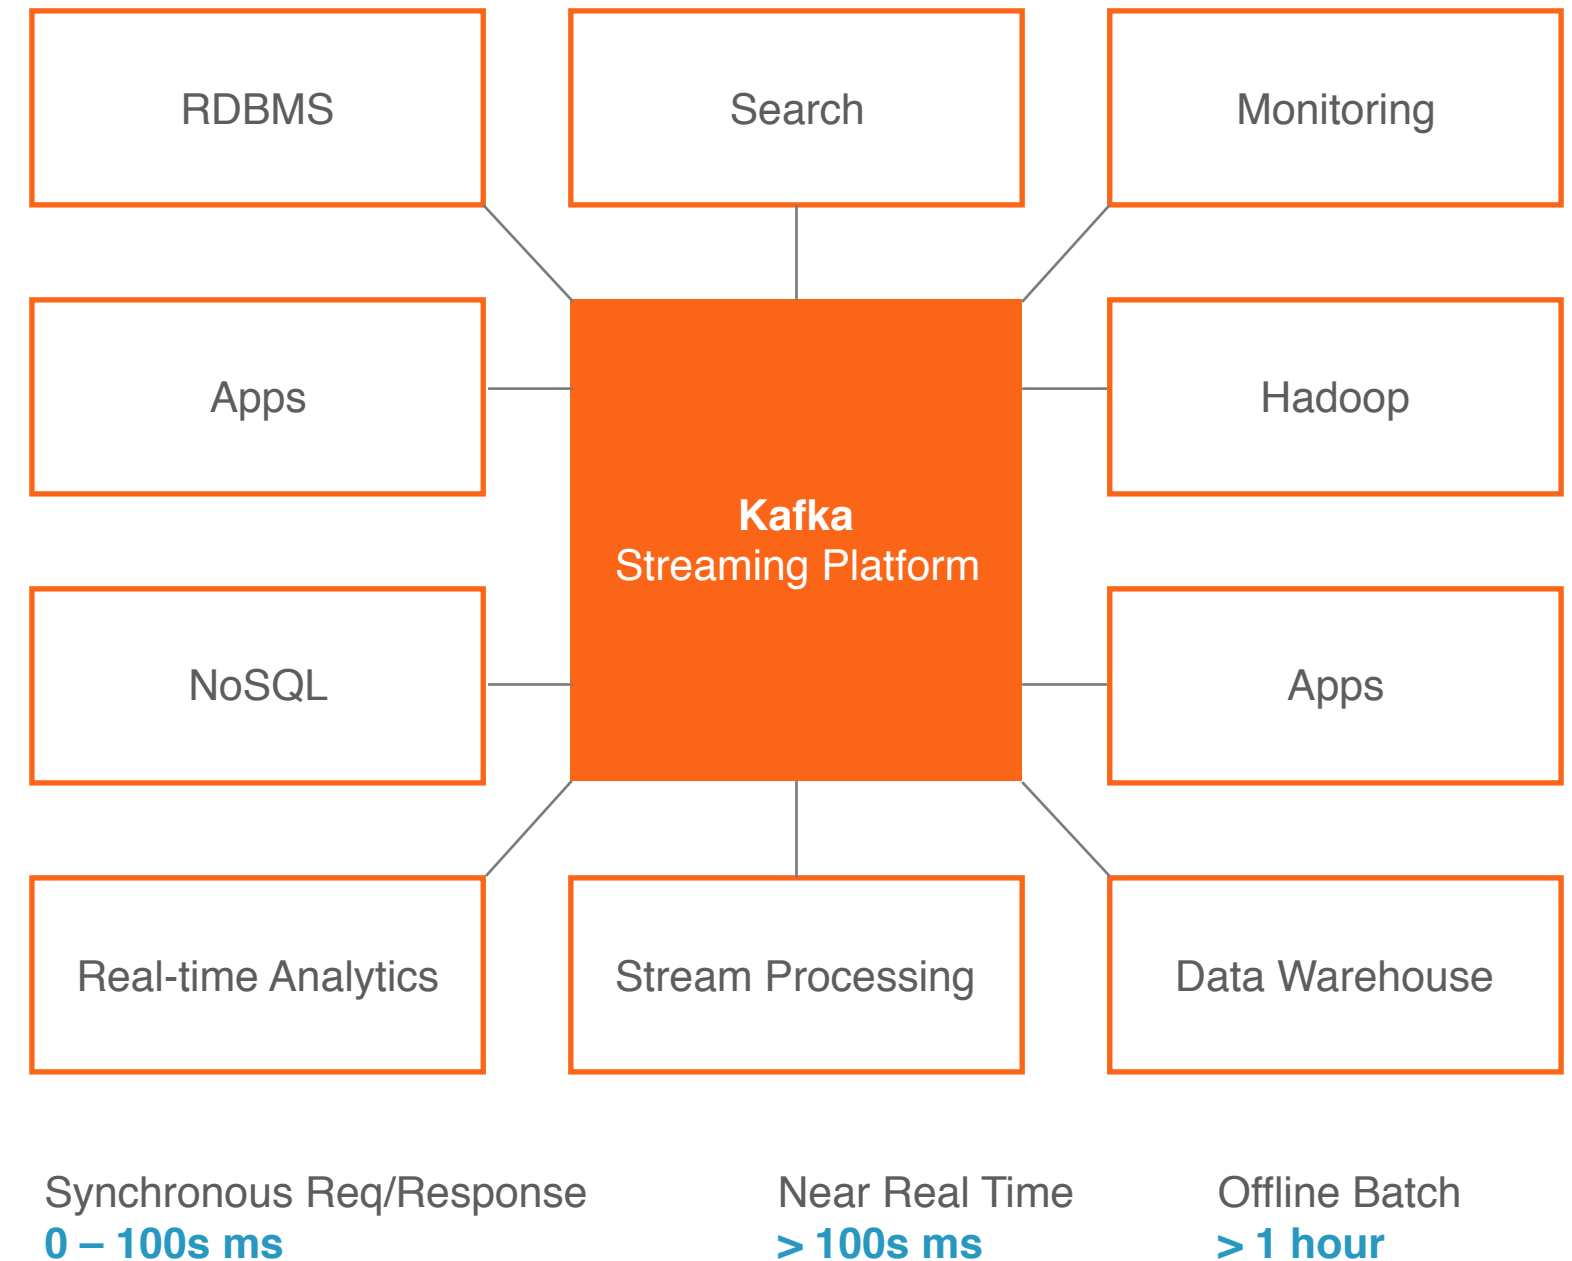 RDBMS
Search
Monitoring
Apps
Hadoop
Kafka
Streaming Platform
NoSQL
Apps
Real-time Analytics
Stream Processing
Data Warehouse
Synchronous Req/Response
0 – 100s ms
Near Real Time
> 100s ms
Offline Batch
> 1 hour